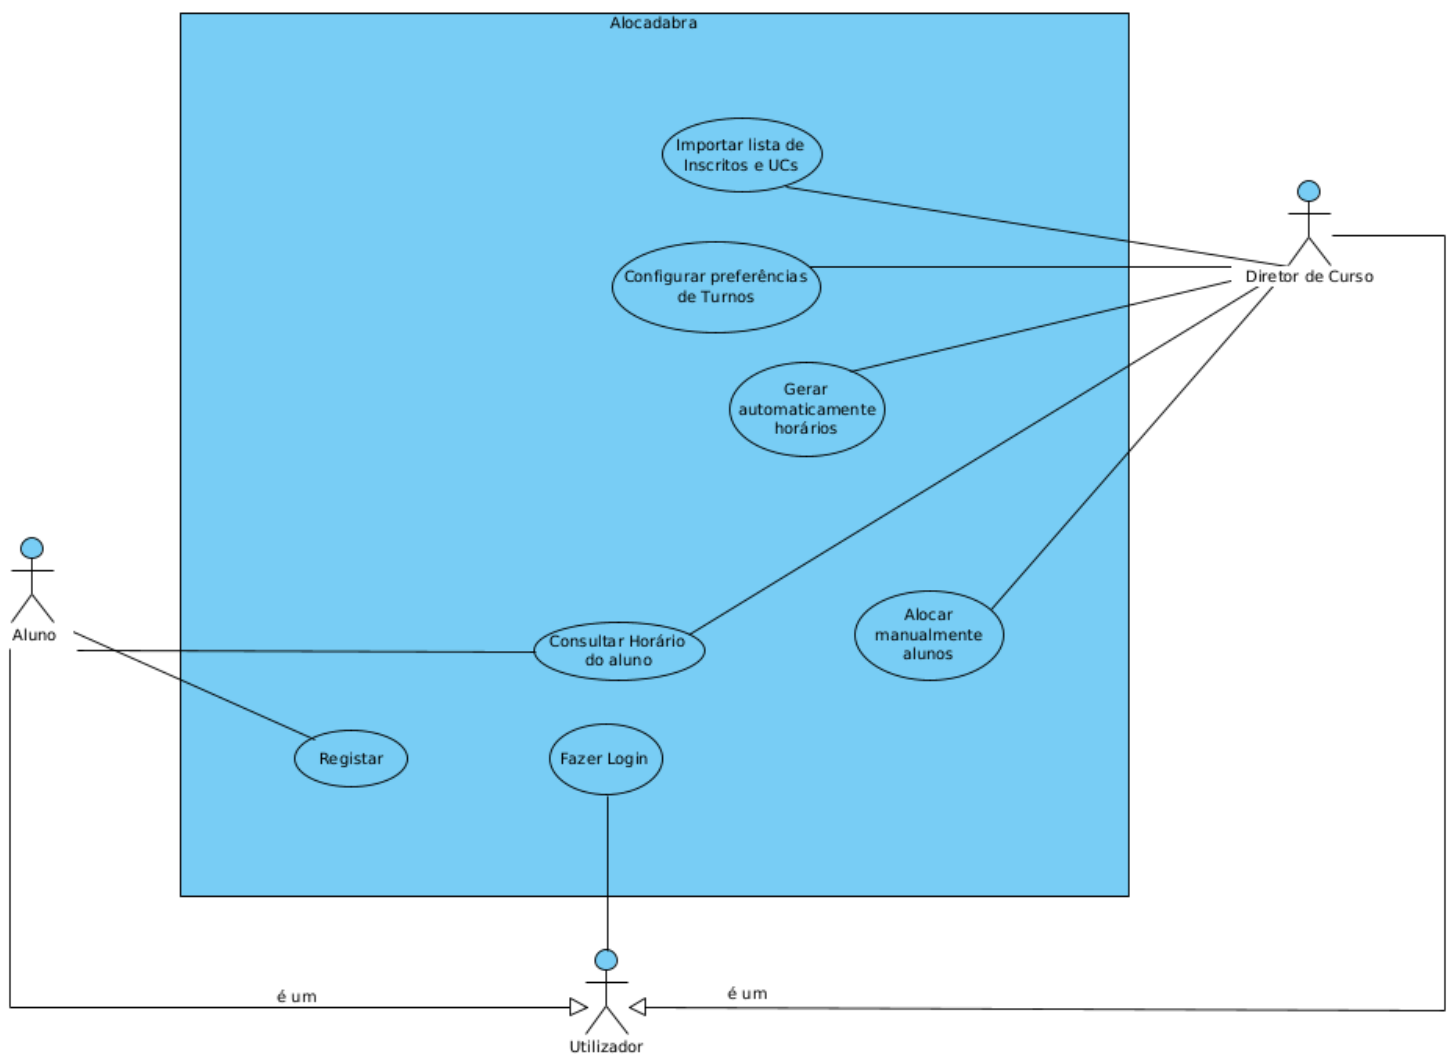 Alocadabra
Importar lista de
Inscritos e UCs
Configurar preferências
de Turnos
Diretor de Curso
Gerar
automaticamente
horários
Alocar
manualmente
alunos
Aluno
Consultar Horário
do aluno
Registar
Fazer Login
é um
é um
Utilizador